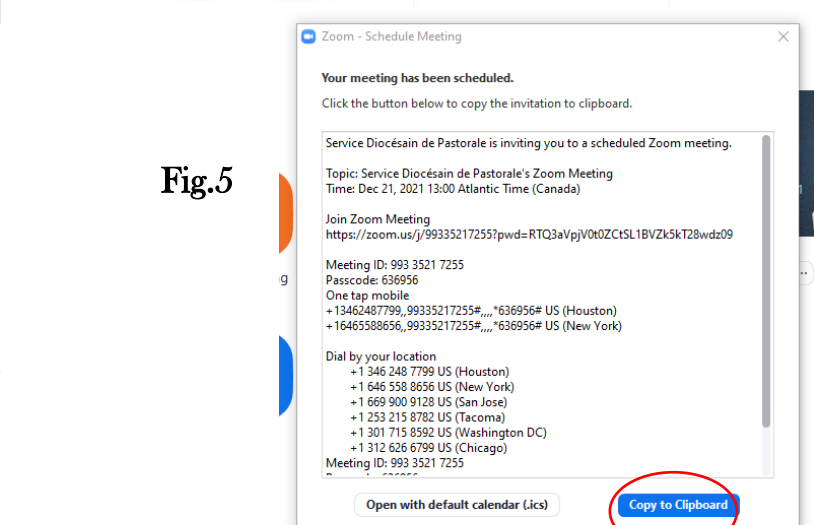 Zoom - Schedule Meeting
Your meeting has been scheduled.
Click the button below to copy the invitation to clipboard.
Fig.5
Service Diocésain de Pastorale is inviting you to a scheduled Zoom meeting.
Topic: Service Diocésain de Pastorale's Zoom Meeting
Time: Dec 21, 2021 13:00 Atlantic Time (Canada)
Join Zoom Meeting
https://zoom.us/j/99335217255?pwd=RTQ3aVpjV0t0ZCtSL1BVZk5kT28wdz09
Meeting ID: 993 3521 7255
Passcode: 636956
One tap mobile
+13462487799,,99335217255#,,,,*636956# US (Houston)
+16465588656,,99335217255#,,,,*636956# US (New York)
Dial by your location
+1 346 248 7799 US (Houston)
+1 646 558 8656 US (New York)
+1 669 900 9128 US (San Jose)
+1 253 215 8782 US (Tacoma)
+1 301 715 8592 US (Washington DC)
+1 312 626 6799 US (Chicago)
Meeting ID: 993 3521 7255
Open with default calendar (.ics)
Copy to Clipboard